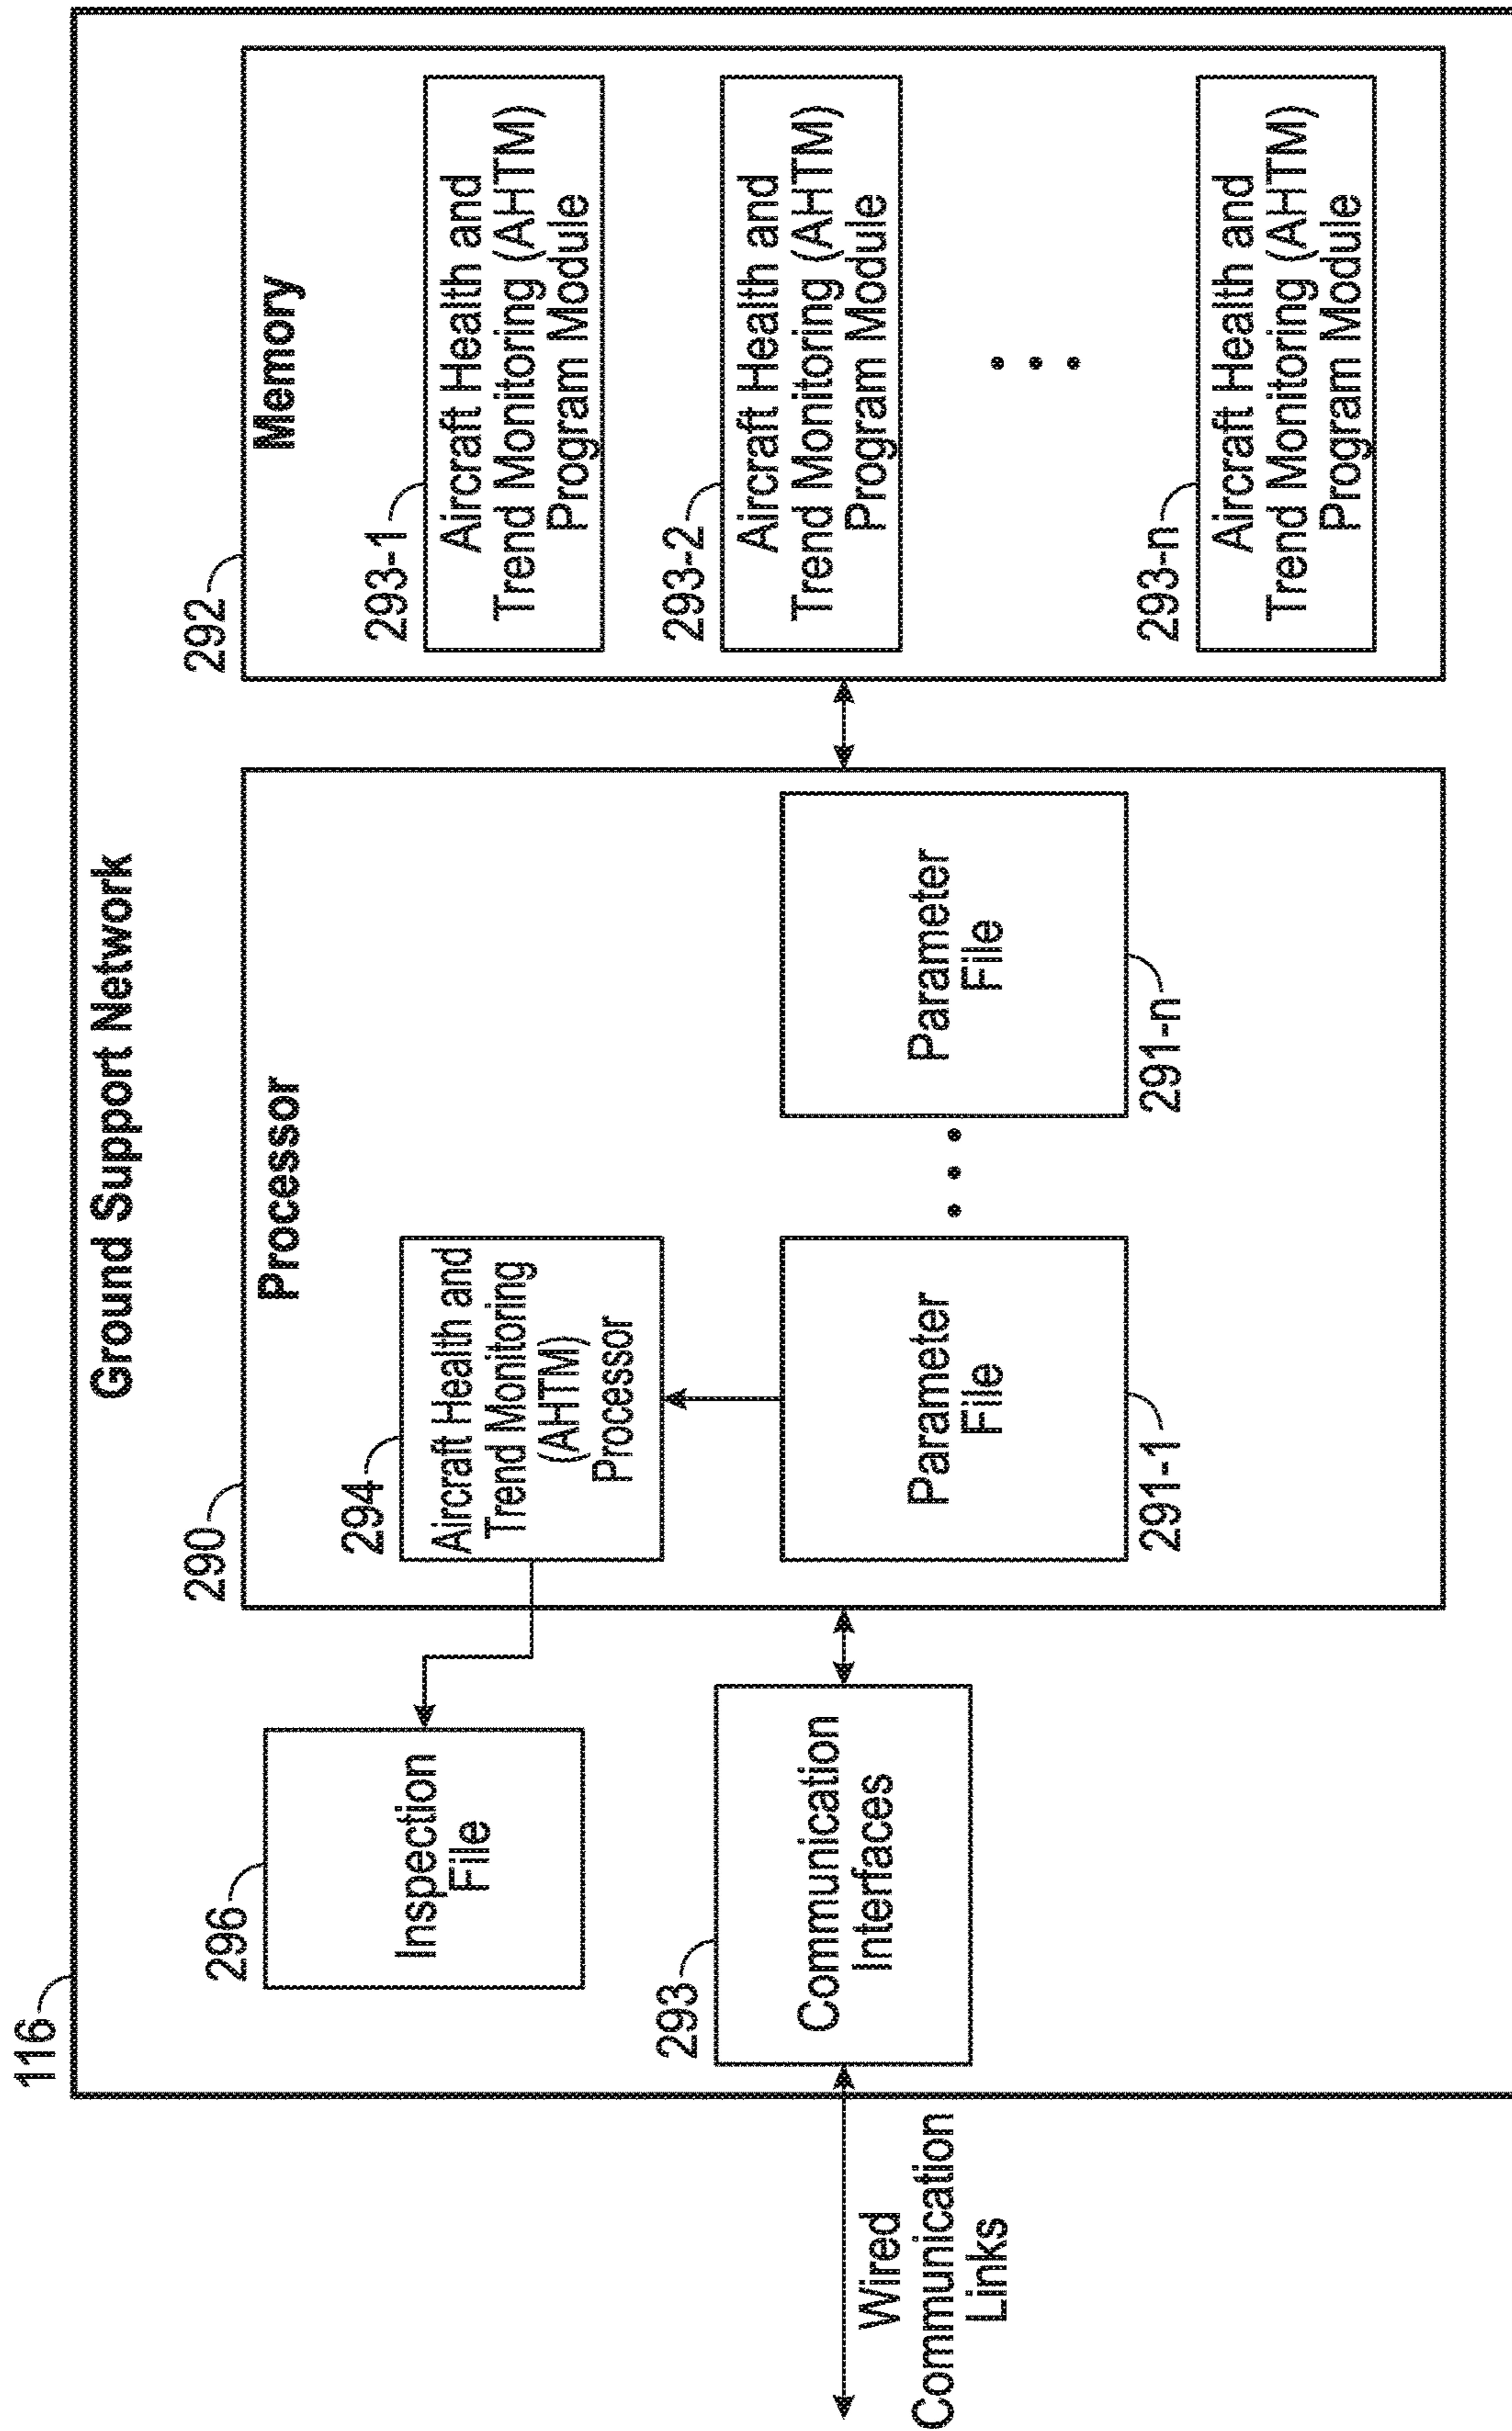 116
Ground Support Network
296
Inspection
File
293
Communication
Interfaces
Wired
Communication
Links
290
Processor
294
Aircraft Health and
Trend Monitoring
(AHTM)
Processor
Parameter
File
291-1
• • •
Parameter
File
291-n
292
Memory
293-1
Aircraft Health and
Trend Monitoring (AHTM)
Program Module
293-2
Aircraft Health and
Trend Monitoring (AHTM)
Program Module
• • •
293-n
Aircraft Health and
Trend Monitoring (AHTM)
Program Module